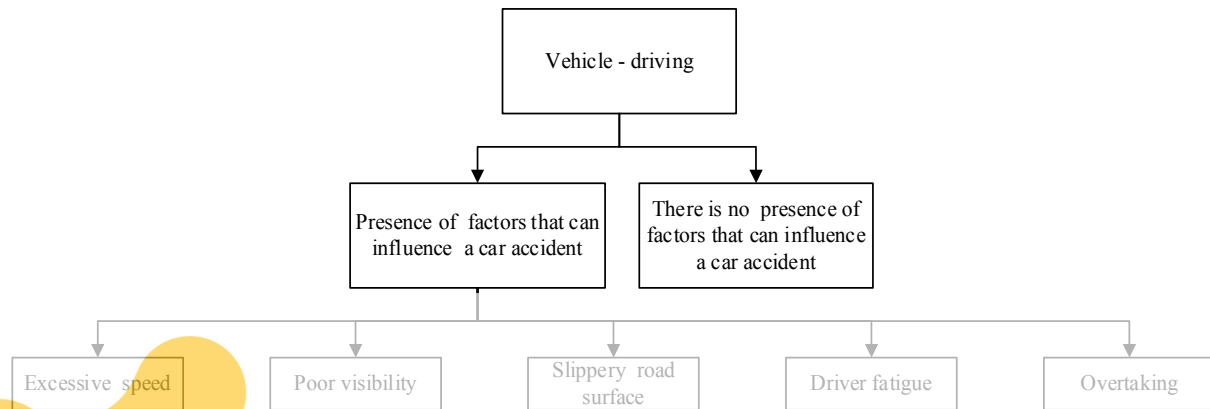 Vehicle - driving
Presence of factors that can
influence a car accident
There is no presence of
factors that can influence
a car accident
Excessive speed
Poor visibility
Slippery road
surface
Driver fatigue
Overtaking